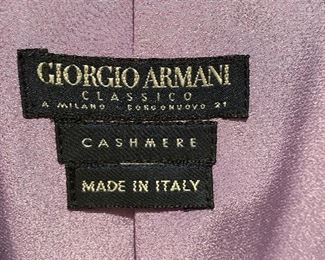 GIORGIO ARMANI
CLASSICO
A MILANO - BORGONUOVO 21
CASHMERE
MADE IN ITALY